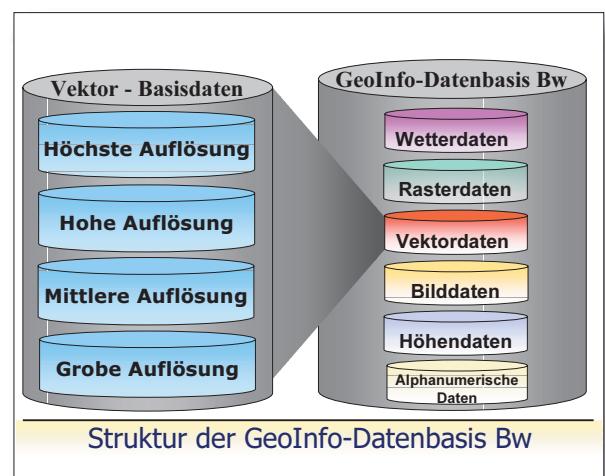 Vektor - Basisdaten
Höchste Auflösung
Hohe Auflösung
Mittlere Auflösung
Grobe Auflösung
GeoInfo-Datenbasis Bw
Wetterdaten
Rasterdaten
Vektordaten
Bilddaten
Höhendaten
Alphanumerische
Daten
Struktur der GeoInfo-Datenbasis Bw